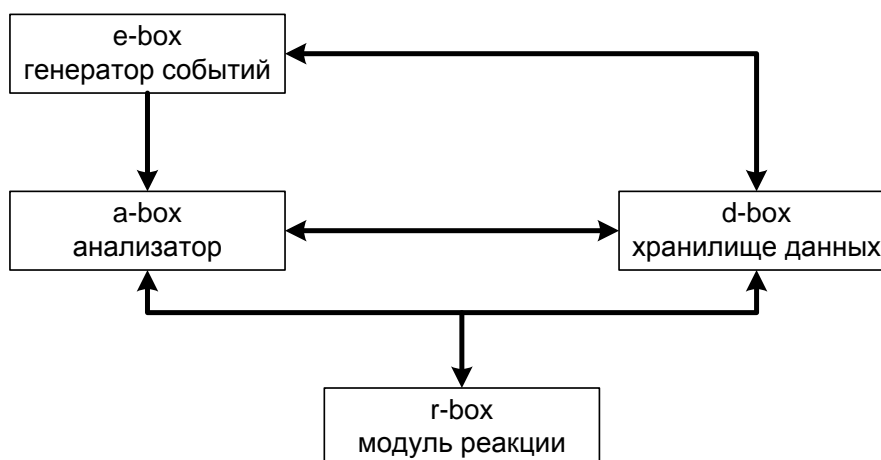 e-box
генератор событий
a-box
анализатор
d-box
хранилище данных
r-box
модуль реакции